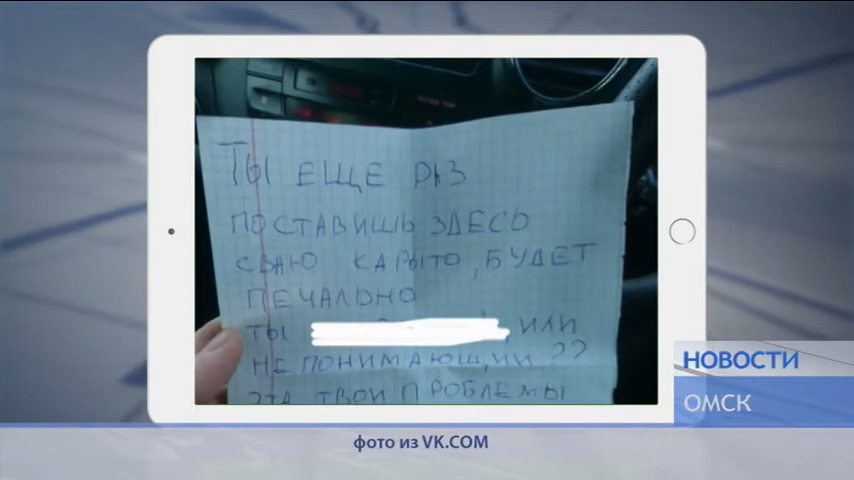 ТЫ ЕЩЕ РАЗ
ПОСТАВИШЬ ЗДЕСЬ
СВАЮ КАРЫТО, БУДЕТ
ПЕЧАЛЬНО
ТЫ , ИЛИ
НЕ ПОНИМАЮЩИЙ ??
ЭТА ТВОИ ПРОБЛЕМЫ
НОВОСТИ
ОМСК
фото из VK.COM